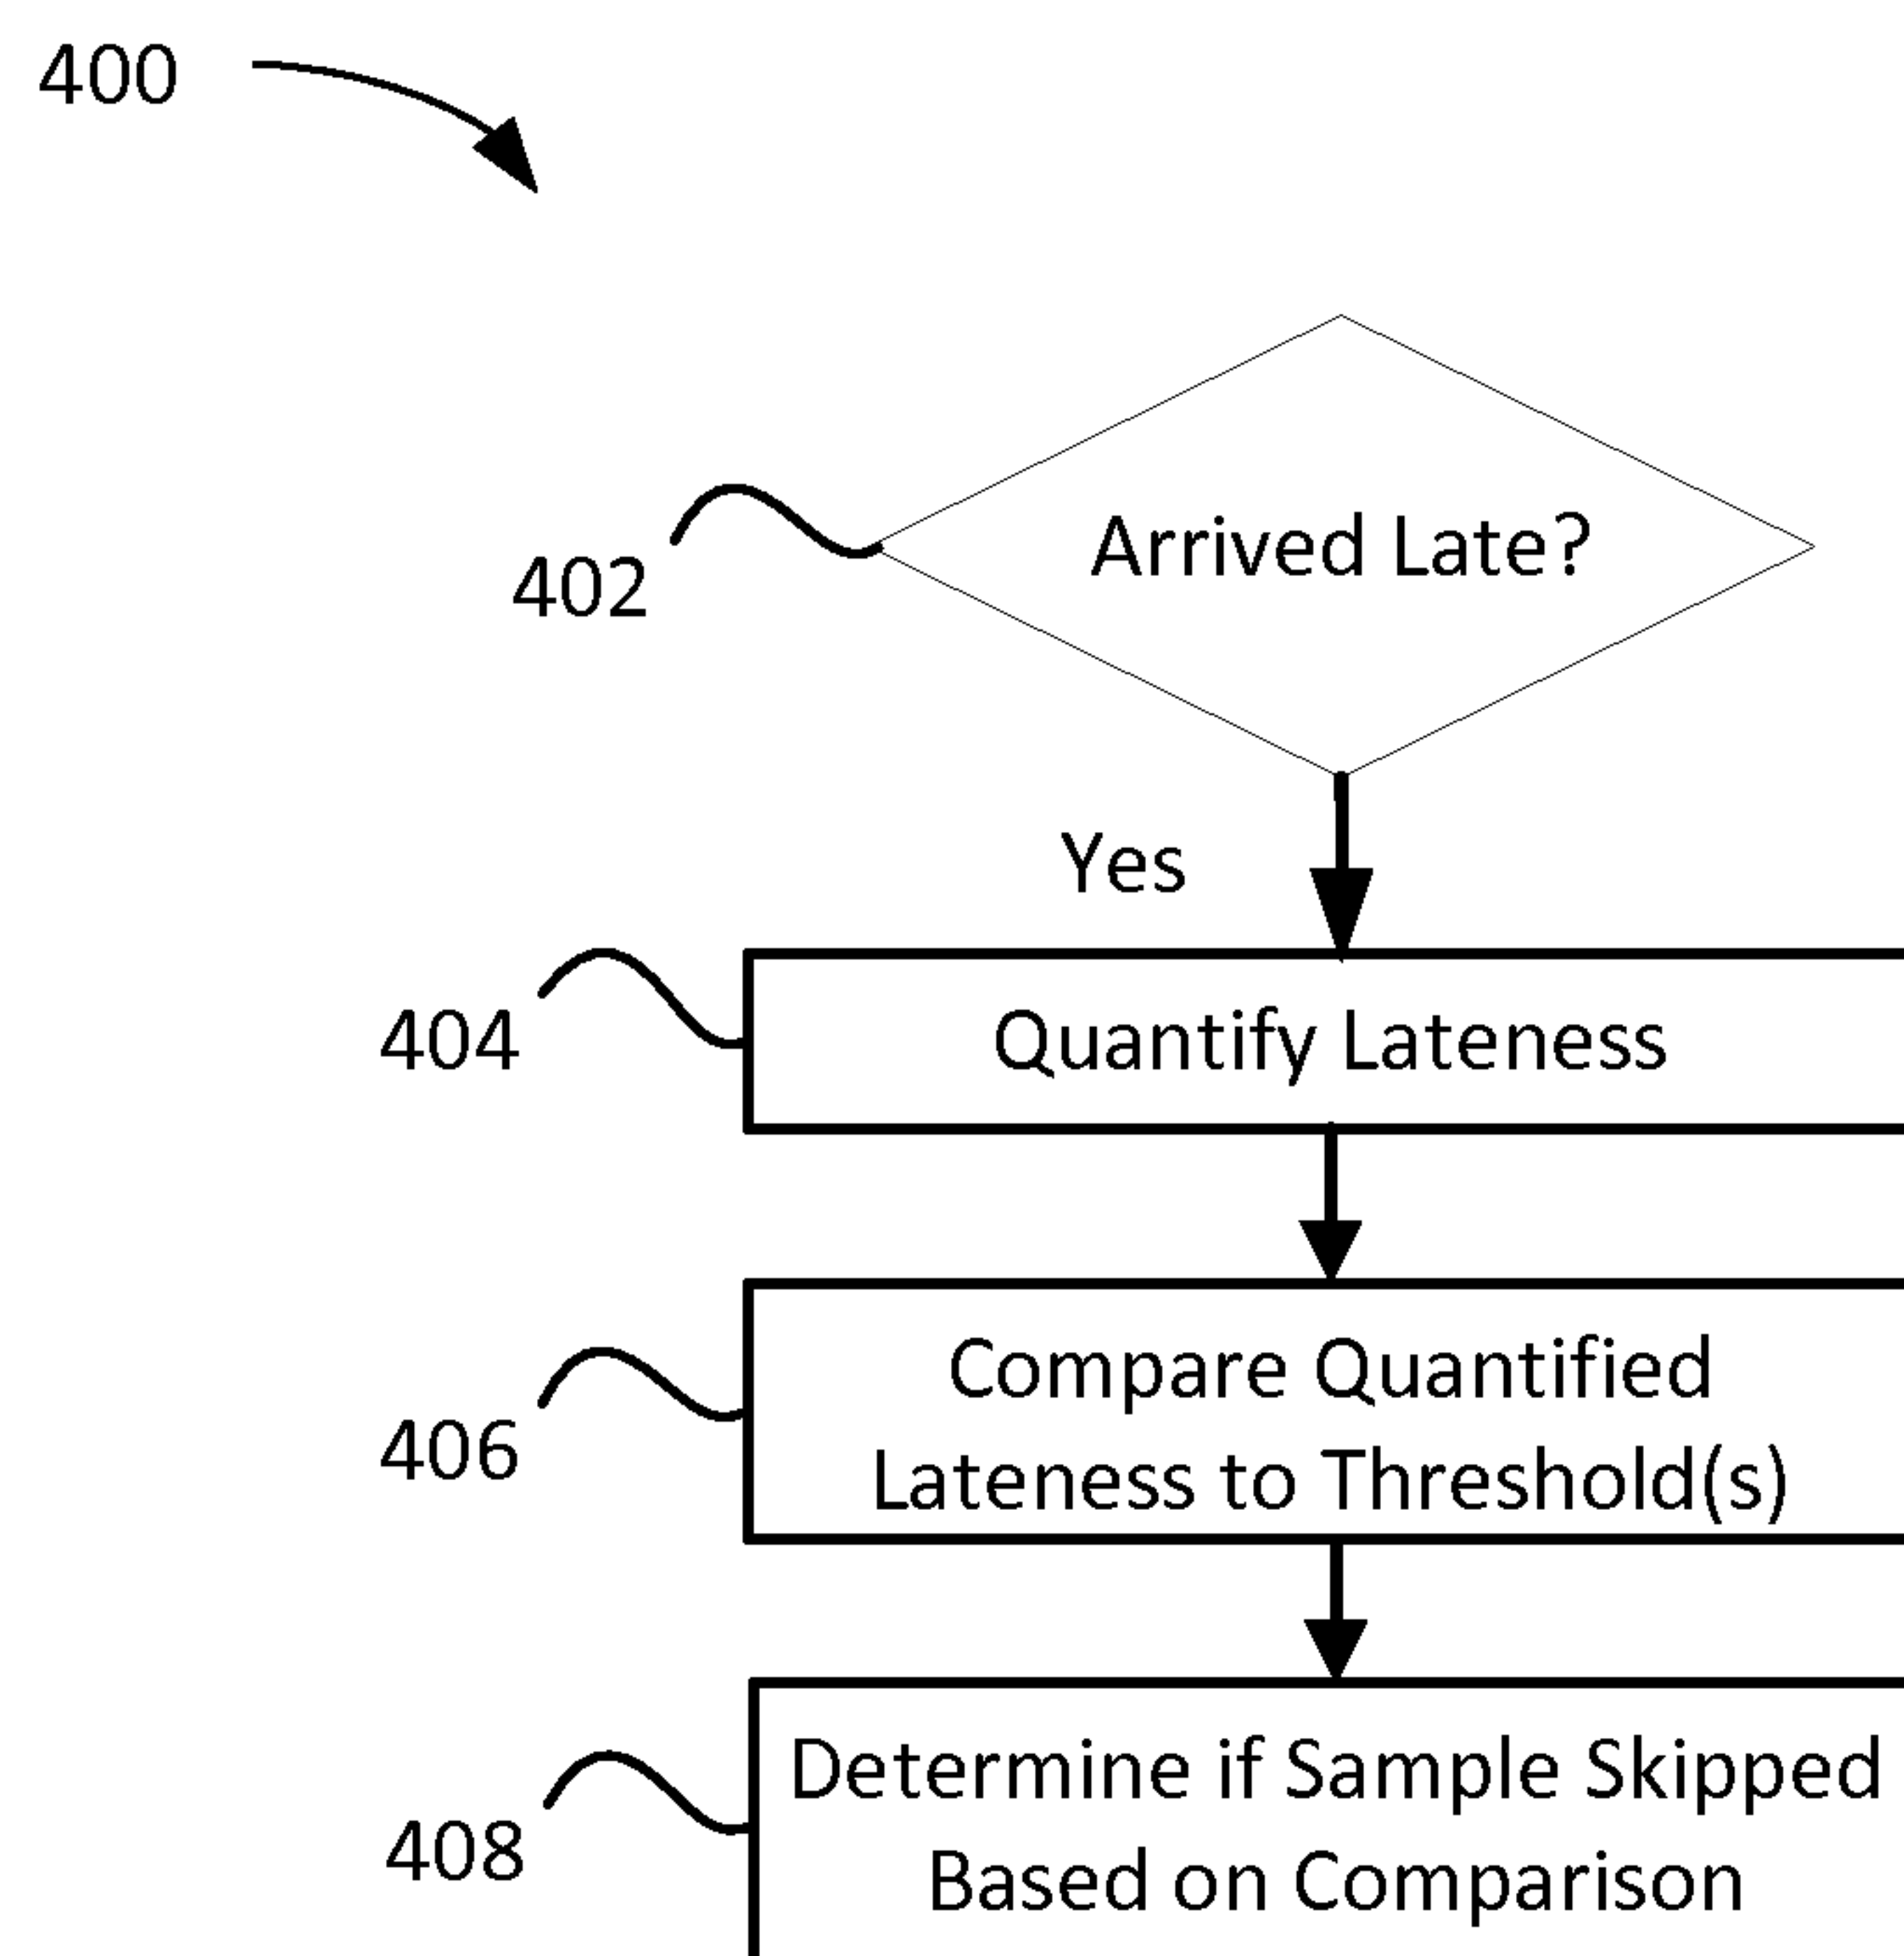 400
Arrived Late?
402
Yes
Quantify Lateness
404
Compare Quantified
Lateness to Threshold(s)
406
Determine if Sample Skipped
Based on Comparison
408